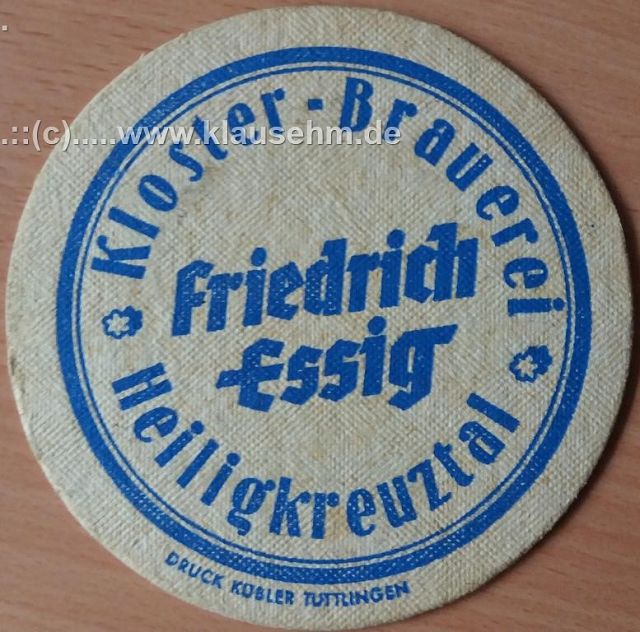 .::(c).....www.klausehm.de
Kloster-Brauerei
Friedrich
Essig
Heiligkreuztal
DRUCK KÜBLER TUTTLINGEN